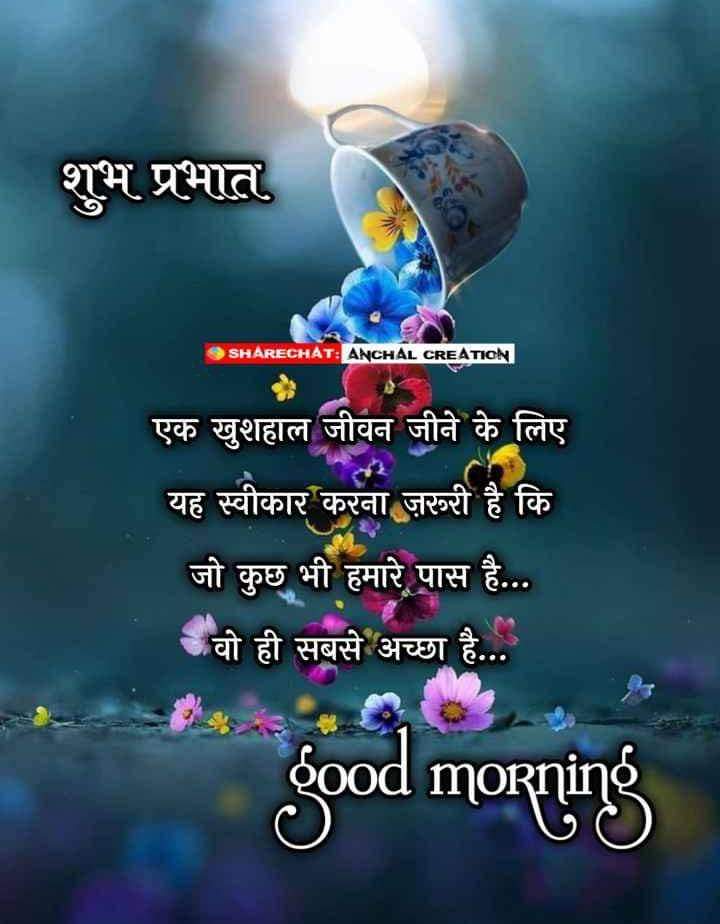 शुभ प्रभात
SHARECHAT: ANCHAL CREATION
एक खुशहाल जीवन जीने के लिए
यह स्वीकार करना ज़रूरी है कि
जो कुछ भी हमारे पास है...
वो ही सबसे अच्छा है...
good morning